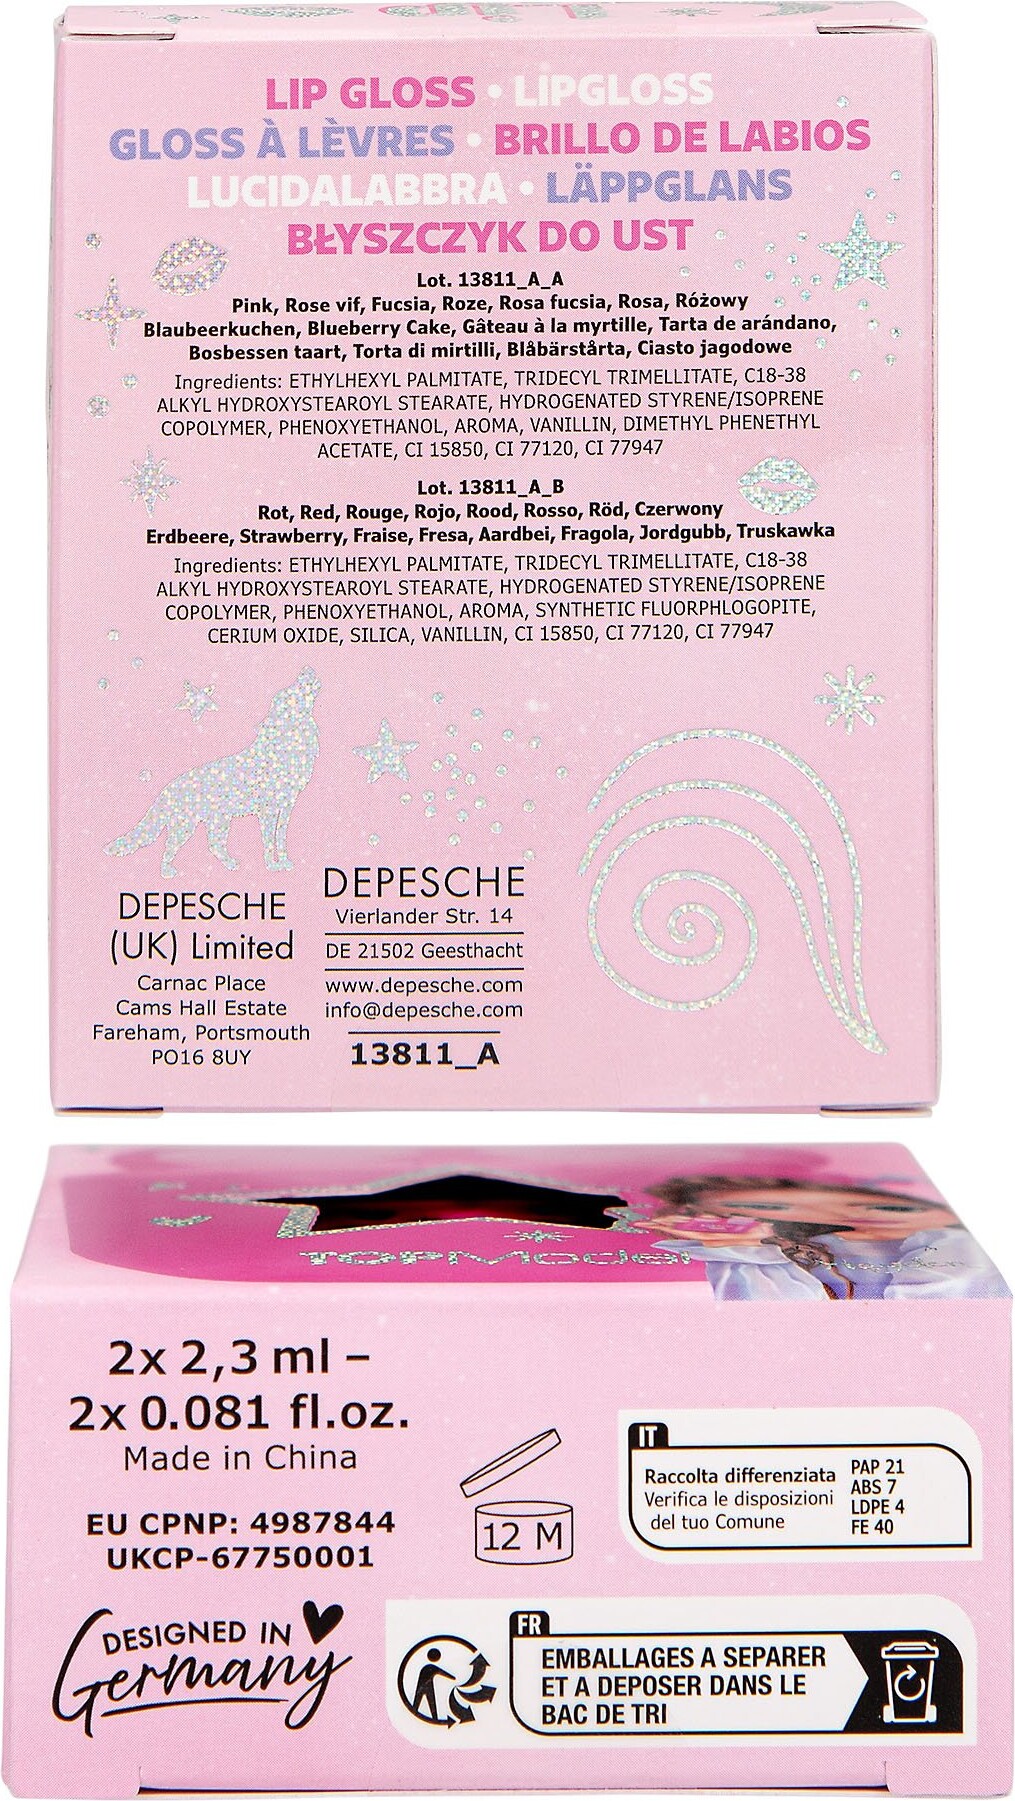 LIP GLOSS • LIPGLOSS
GLOSS À LÈVRES • BRILLO DE LABIOS
LUCIDALABBRA • LÄPPGLANS
BŁYSZCZYK DO UST
Lot. 13811_A_A
Pink, Rose vif, Fucsia, Roze, Rosa fucsia, Rosa, Różowy
Blaubeerkuchen, Blueberry Cake, Gâteau à la myrtille, Tarta de arándano,
Bosbessen taart, Torta di mirtilli, Blåbärstårta, Ciasto jagodowe
Ingredients: ETHYLHEXYL PALMITATE, TRIDECYL TRIMELLITATE, C18-38
ALKYL HYDROXYSTEAROYL STEARATE, HYDROGENATED STYRENE/ISOPRENE
COPOLYMER, PHENOXYETHANOL, AROMA, VANILLIN, DIMETHYL PHENETHYL
ACETATE, CI 15850, CI 77120, CI 77947
Lot. 13811_A_B
Rot, Red, Rouge, Rojo, Rood, Rosso, Röd, Czerwony
Erdbeere, Strawberry, Fraise, Fresa, Aardbei, Fragola, Jordgubb, Truskawka
Ingredients: ETHYLHEXYL PALMITATE, TRIDECYL TRIMELLITATE, C18-38
ALKYL HYDROXYSTEAROYL STEARATE, HYDROGENATED STYRENE/ISOPRENE
COPOLYMER, PHENOXYETHANOL, AROMA, SYNTHETIC FLUORPHLOGOPITE,
CERIUM OXIDE, SILICA, VANILLIN, CI 15850, CI 77120, CI 77947
DEPESCHE
(UK) Limited
Carnac Place
Cams Hall Estate
Fareham, Portsmouth
PO16 8UY
DEPESCHE
Vierlander Str. 14
DE 21502 Geesthacht
www.depesche.com
info@depesche.com
13811_A
TOPModel
2x 2,3 ml –
2x 0.081 fl.oz.
Made in China
EU CPNP: 4987844
UKCP-67750001
DESIGNED IN
Germany
12 M
IT
Raccolta differenziata
Verifica le disposizioni
del tuo Comune
PAP 21
ABS 7
LDPE 4
FE 40
FR
EMBALLAGES A SEPARER
ET A DEPOSER DANS LE
BAC DE TRI